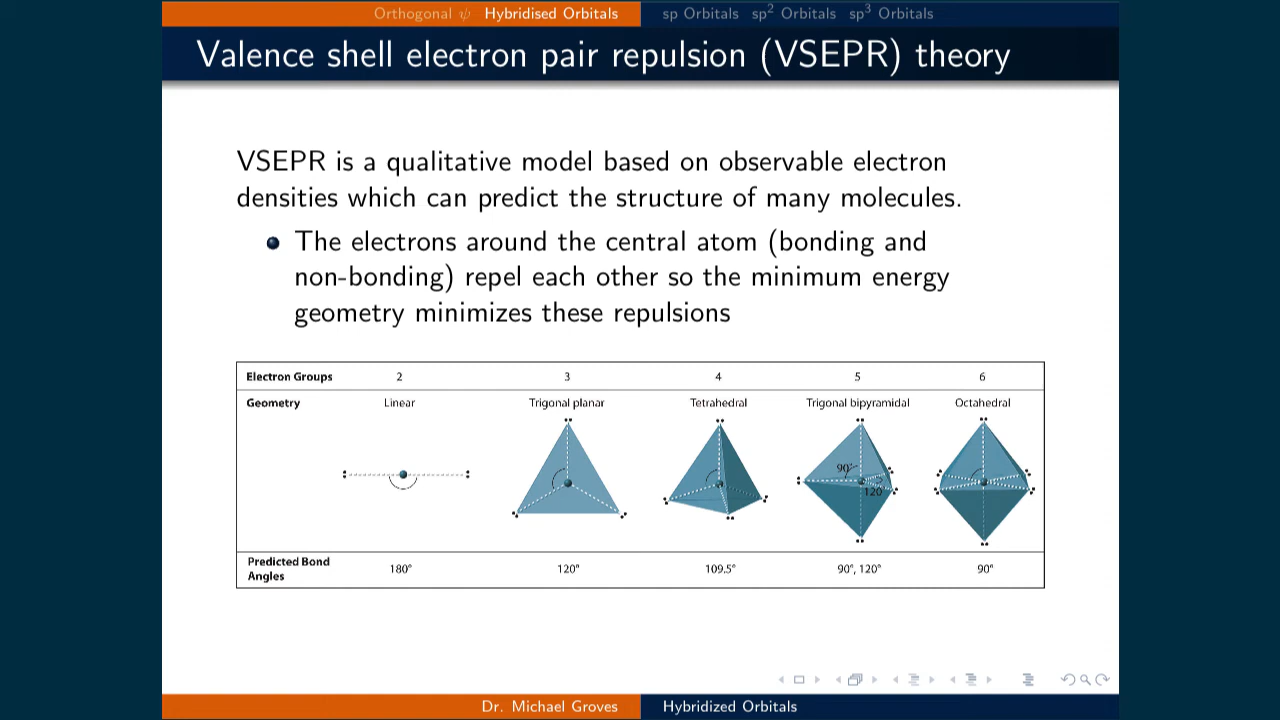 Orthogonal ψ Hybridised Orbitals sp Orbitals sp² Orbitals sp³ Orbitals
Valence shell electron pair repulsion (VSEPR) theory
VSEPR is a qualitative model based on observable electron
densities which can predict the structure of many molecules.
The electrons around the central atom (bonding and
non-bonding) repel each other so the minimum energy
geometry minimizes these repulsions
Electron Groups 2 3 4 5 6
Geometry Linear Trigonal planar Tetrahedral Trigonal bipyramidal Octahedral
90°
120
Predicted Bond
Angles 180° 120° 109.5° 90°, 120° 90°
Dr. Michael Groves Hybridized Orbitals